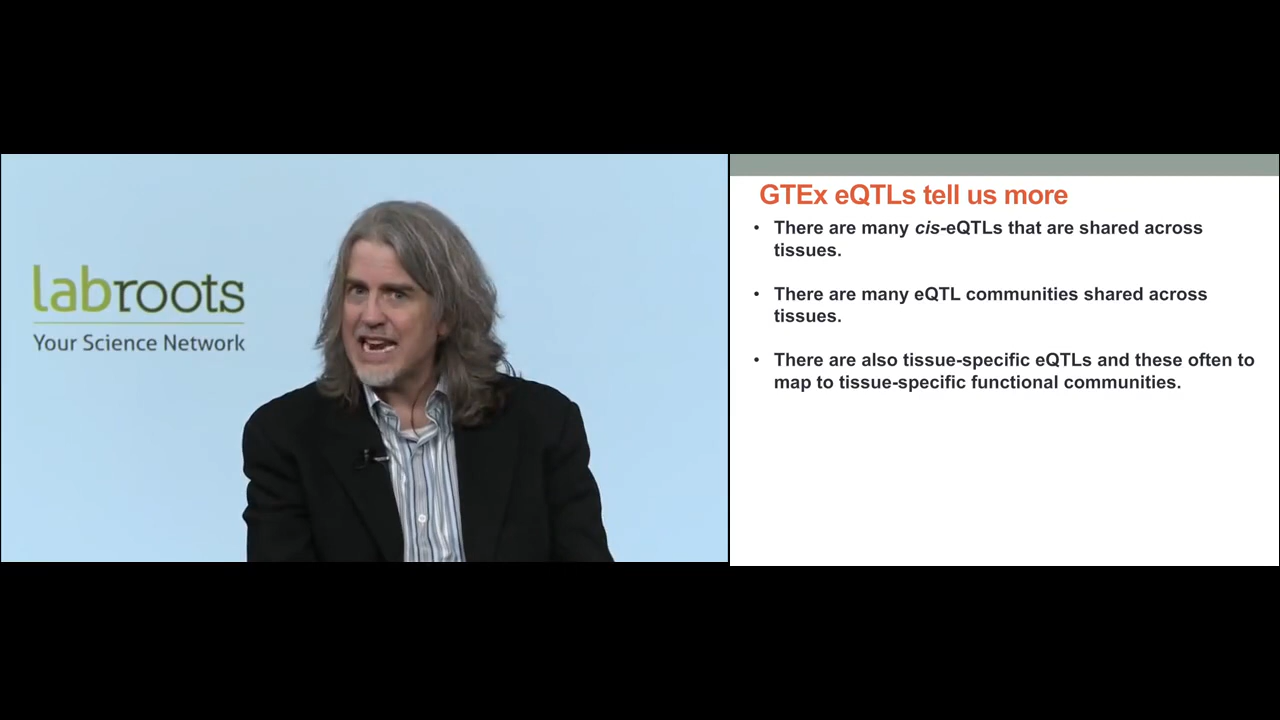 labroots
Your Science Network
GTEx eQTLs tell us more
• There are many cis-eQTLs that are shared across
tissues.
• There are many eQTL communities shared across
tissues.
• There are also tissue-specific eQTLs and these often to
map to tissue-specific functional communities.